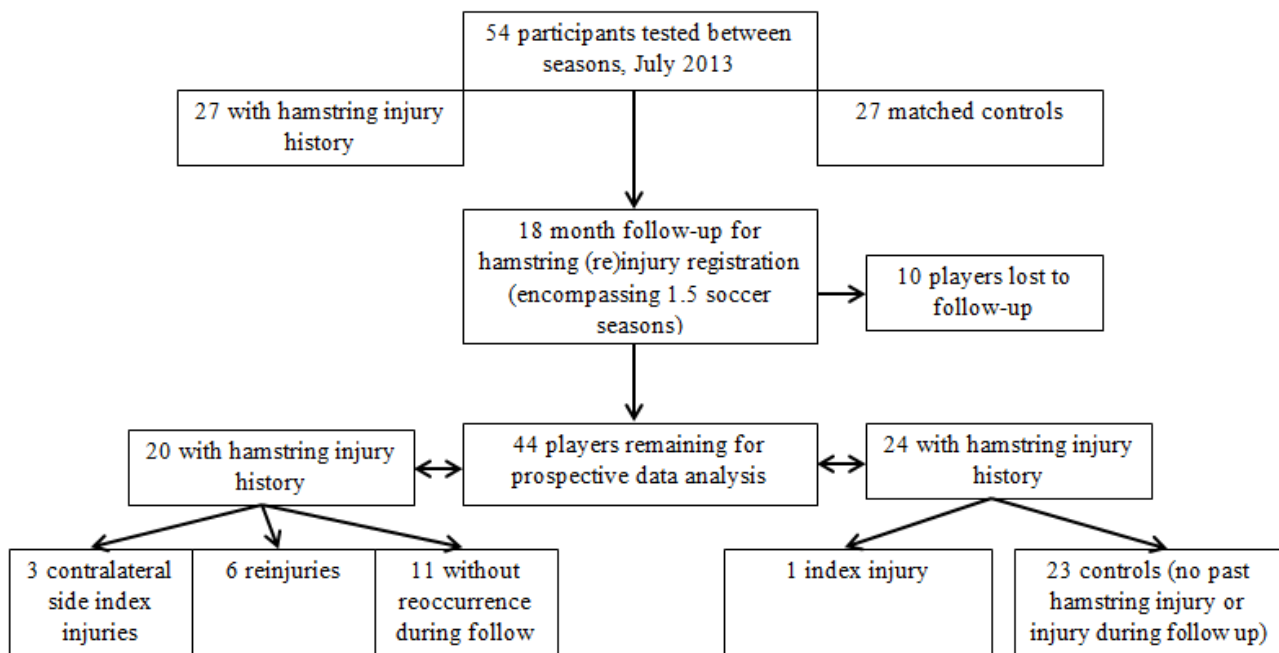 54 participants tested between
seasons, July 2013
27 with hamstring injury
history
27 matched controls
18 month follow-up for
hamstring (re)injury registration
(encompassing 1.5 soccer
seasons)
10 players lost to
follow-up
20 with hamstring injury
history
44 players remaining for
prospective data analysis
24 with hamstring injury
history
3 contralateral
side index
injuries
6 reinjuries
11 without
reoccurrence
during follow
1 index injury
23 controls (no past
hamstring injury or
injury during follow up)